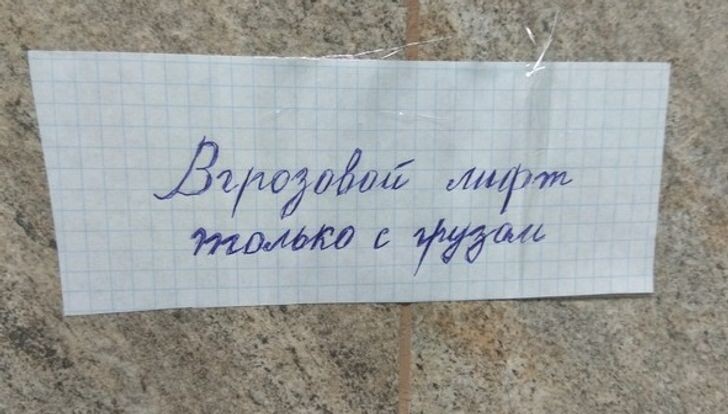 Вгрозовой лифт
только с грузом